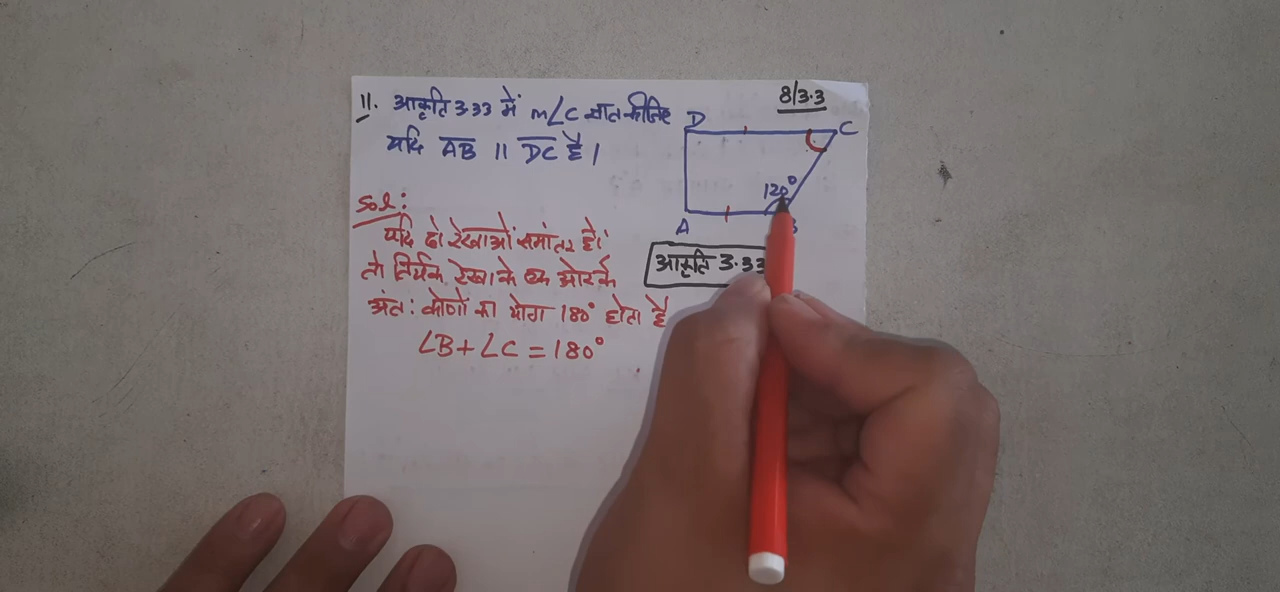 11. आकृति 3.33 में m∠C ज्ञात कीजिए
यदि AB || DC है।
8/3.3
D
C
120°
A
B
आकृति 3.33
Sol:
यदि दो रेखाओं समांतर है।
तो तिर्यक रेखा के एक ओर के
अंत: कोणों का योग 180° होता है
∠B+∠C=180°